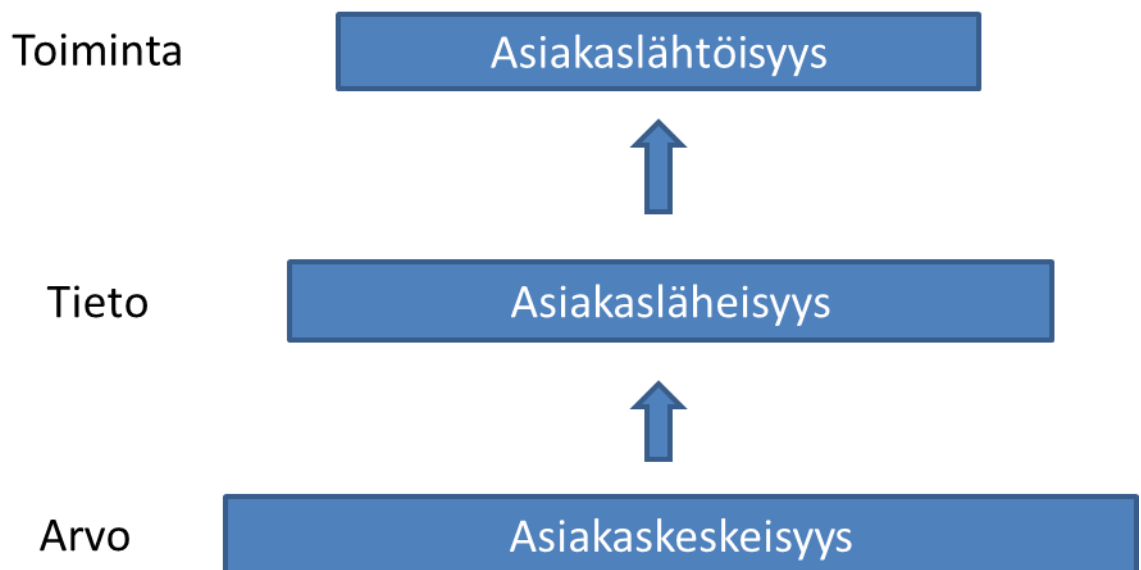 Toiminta
Asiakaslähtöisyys
Tieto
Asiakasläheisyys
Arvo
Asiakaskeskeisyys